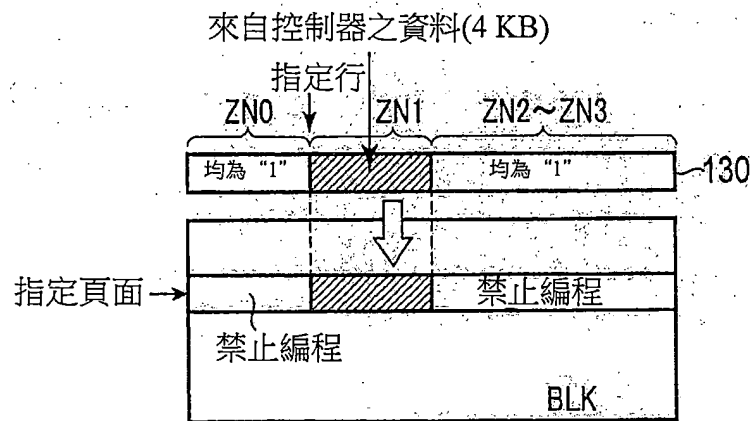 來自控制器之資料(4 KB)
指定行
ZN0 ZN1 ZN2～ZN3
均為 “1” 均為 “1” 130
指定頁面 禁止編程
禁止編程
BLK